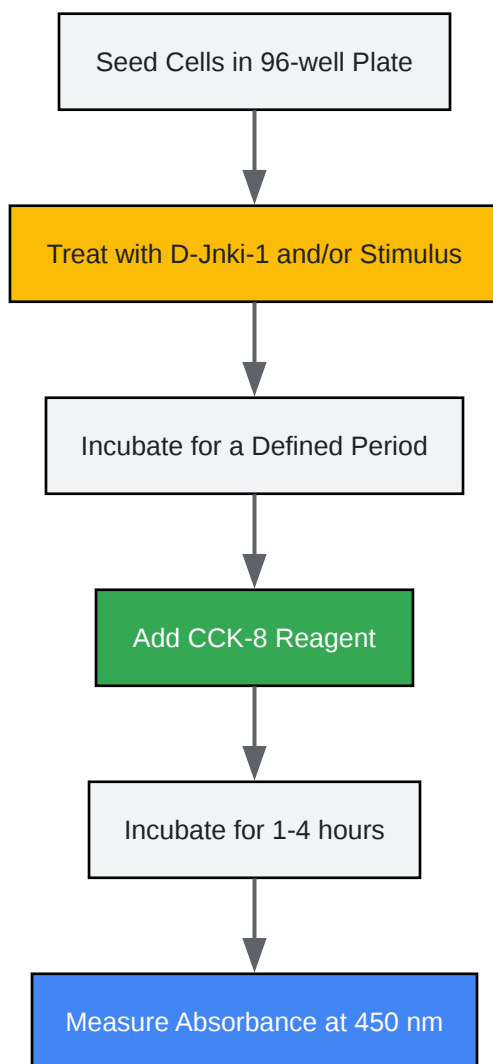 Seed Cells in 96-well Plate
Treat with D-Jnki-1 and/or Stimulus
Incubate for a Defined Period
Add CCK-8 Reagent
Incubate for 1-4 hours
Measure Absorbance at 450 nm